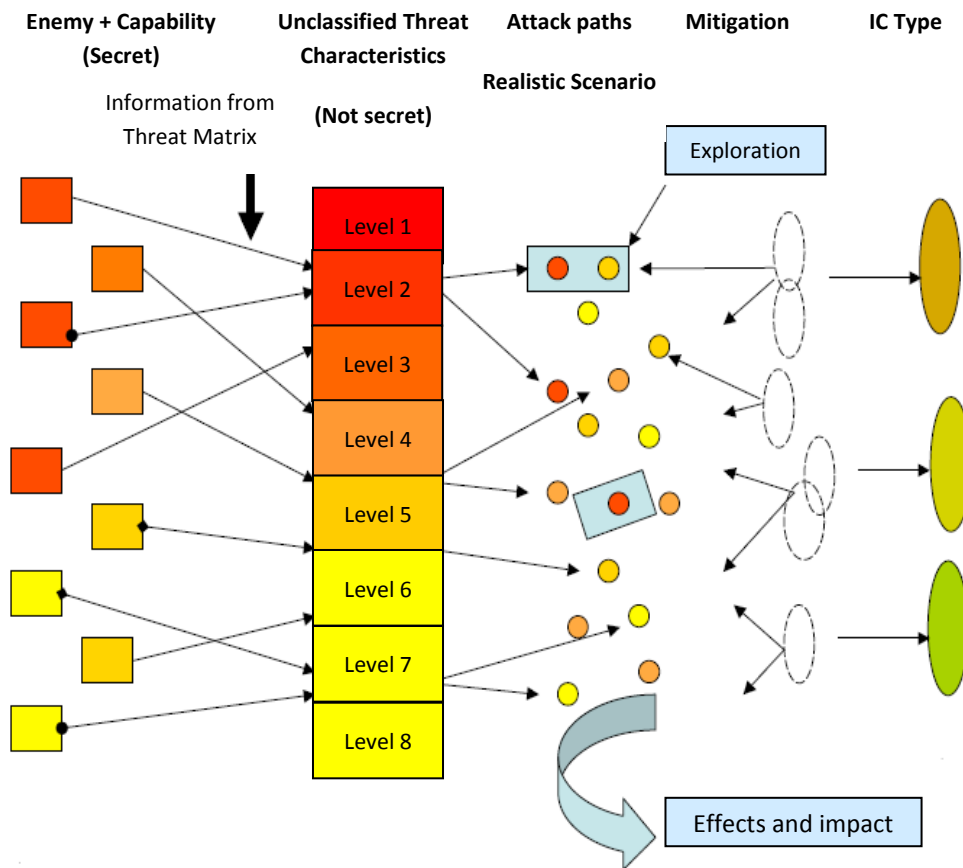 Enemy + Capability
(Secret)
Unclassified Threat
Characteristics
(Not secret)
Attack paths
Realistic Scenario
Mitigation
IC Type
Information from
Threat Matrix
Exploration
Level 1
Level 2
Level 3
Level 4
Level 5
Level 6
Level 7
Level 8
Effects and impact